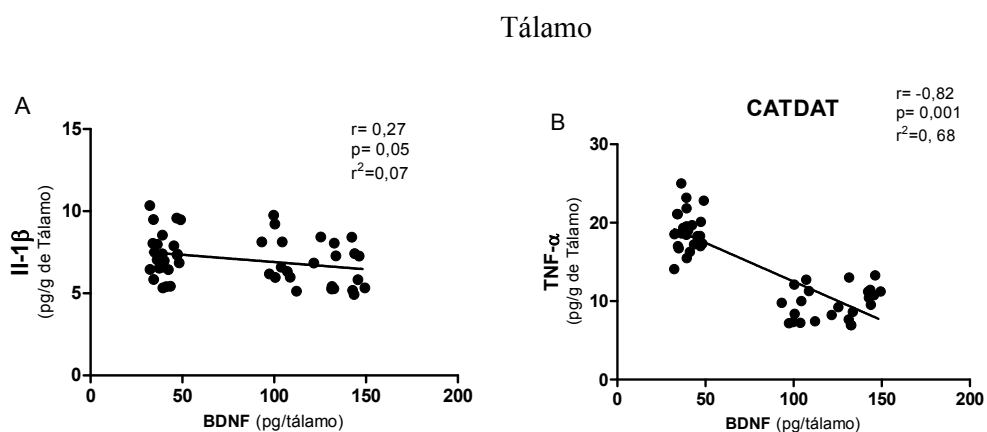 Tálamo
A
r= 0,27
p= 0,05
r²=0,07
15
10
5
0
Il-1β
(pg/g de Tálamo)
0 50 100 150 200
BDNF (pg/tálamo)
B
CATDAT
r= -0,82
p= 0,001
r²=0, 68
30
20
10
0
TNF-α
(pg/g de Tálamo)
0 50 100 150 200
BDNF (pg/tálamo)